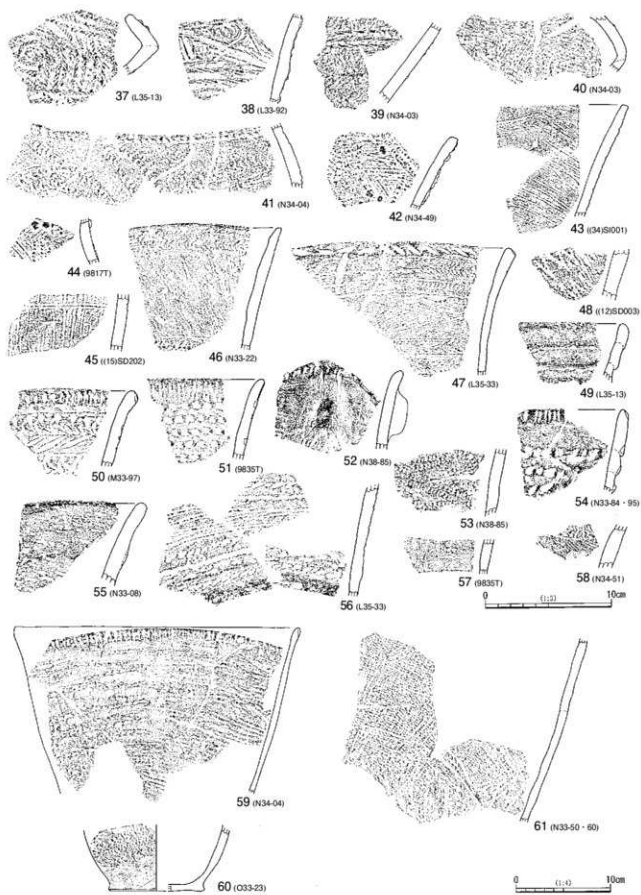 37 (L35-13)
38 (L33-92)
39 (N34-03)
40 (N34-03)
41 (N34-04)
42 (N34-49)
43 ((34)SI001)
44 (9817T)
45 ((15)SD202)
46 (N33-22)
47 (L35-33)
48 ((12)SD003)
49 (L35-13)
50 (M33-97)
51 (9835T)
52 (N38-85)
53 (N38-85)
54 (N33-84・95)
55 (N33-08)
56 (L35-33)
57 (9835T)
58 (N34-51)
0 (1:3) 10cm
59 (N34-04)
60 (O33-23)
61 (N33-50・60)
0 (1:4) 10cm